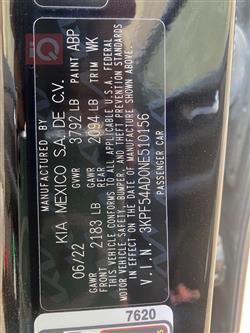 IQ
MANUFACTURED BY
KIA MEXICO S.A. DE C.V.
06/22 GVWR 3792 LB PAINT ABP
GAWR F 2183 LB GAWR R 2094 LB TRIM WK
THIS VEHICLE CONFORMS TO ALL APPLICABLE U.S.A. FEDERAL
MOTOR VEHICLE SAFETY, BUMPER, AND THEFT PREVENTION STANDARDS
IN EFFECT ON THE DATE OF MANUFACTURE SHOWN ABOVE.
V.I.N. 3KPF54AD0NE510156
PASSENGER CAR
7620